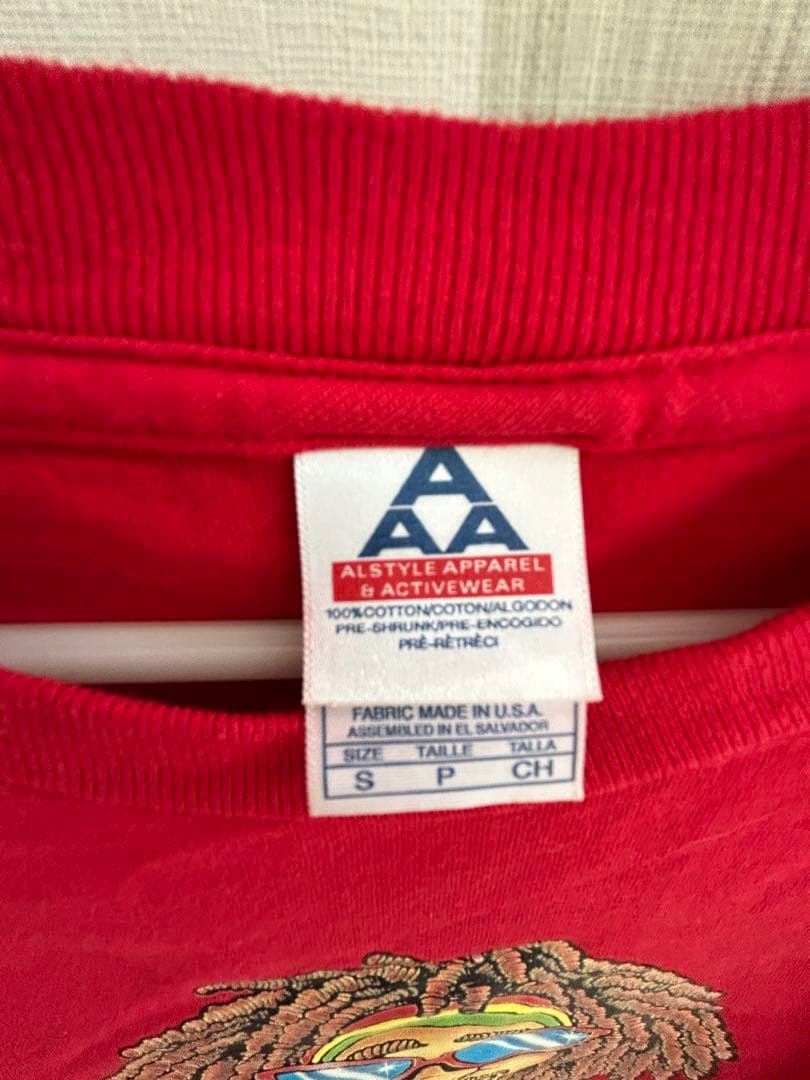 A
AA
ALSTYLE APPAREL
& ACTIVEWEAR
100%COTTON/COTON/ALGODON
PRE-SHRUNK/PRE-ENCOGIDO
PRÉ-RÉTRÉCI
FABRIC MADE IN U.S.A.
ASSEMBLED IN EL SALVADOR
SIZE TAILLE TALLA
S P CH